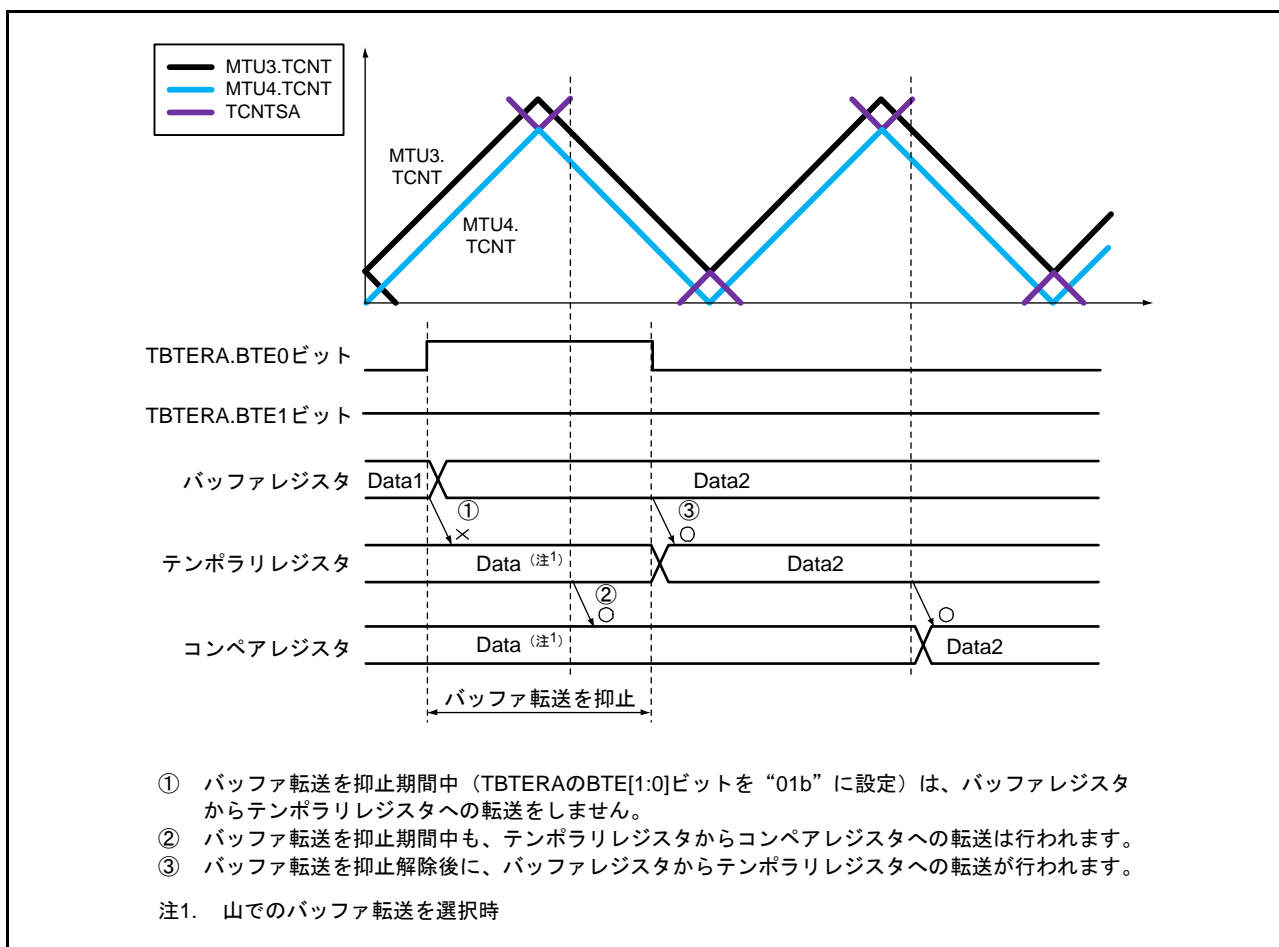 MTU3.TCNT
MTU4.TCNT
TCNTSA
MTU3.
TCNT
MTU4.
TCNT
TBTERA.BTE0ビット
TBTERA.BTE1ビット
バッファレジスタ Data1 Data2
① ③
× ○
テンポラリレジスタ Data (注1) Data2
②
○ ○
コンペアレジスタ Data (注1) Data2
バッファ転送を抑止
① バッファ転送を抑止期間中（TBTERAのBTE[1:0]ビットを“01b”に設定）は、バッファレジスタ
からテンポラリレジスタへの転送をしません。
② バッファ転送を抑止期間中も、テンポラリレジスタからコンペアレジスタへの転送は行われます。
③ バッファ転送を抑止解除後に、バッファレジスタからテンポラリレジスタへの転送が行われます。
注1. 山でのバッファ転送を選択時